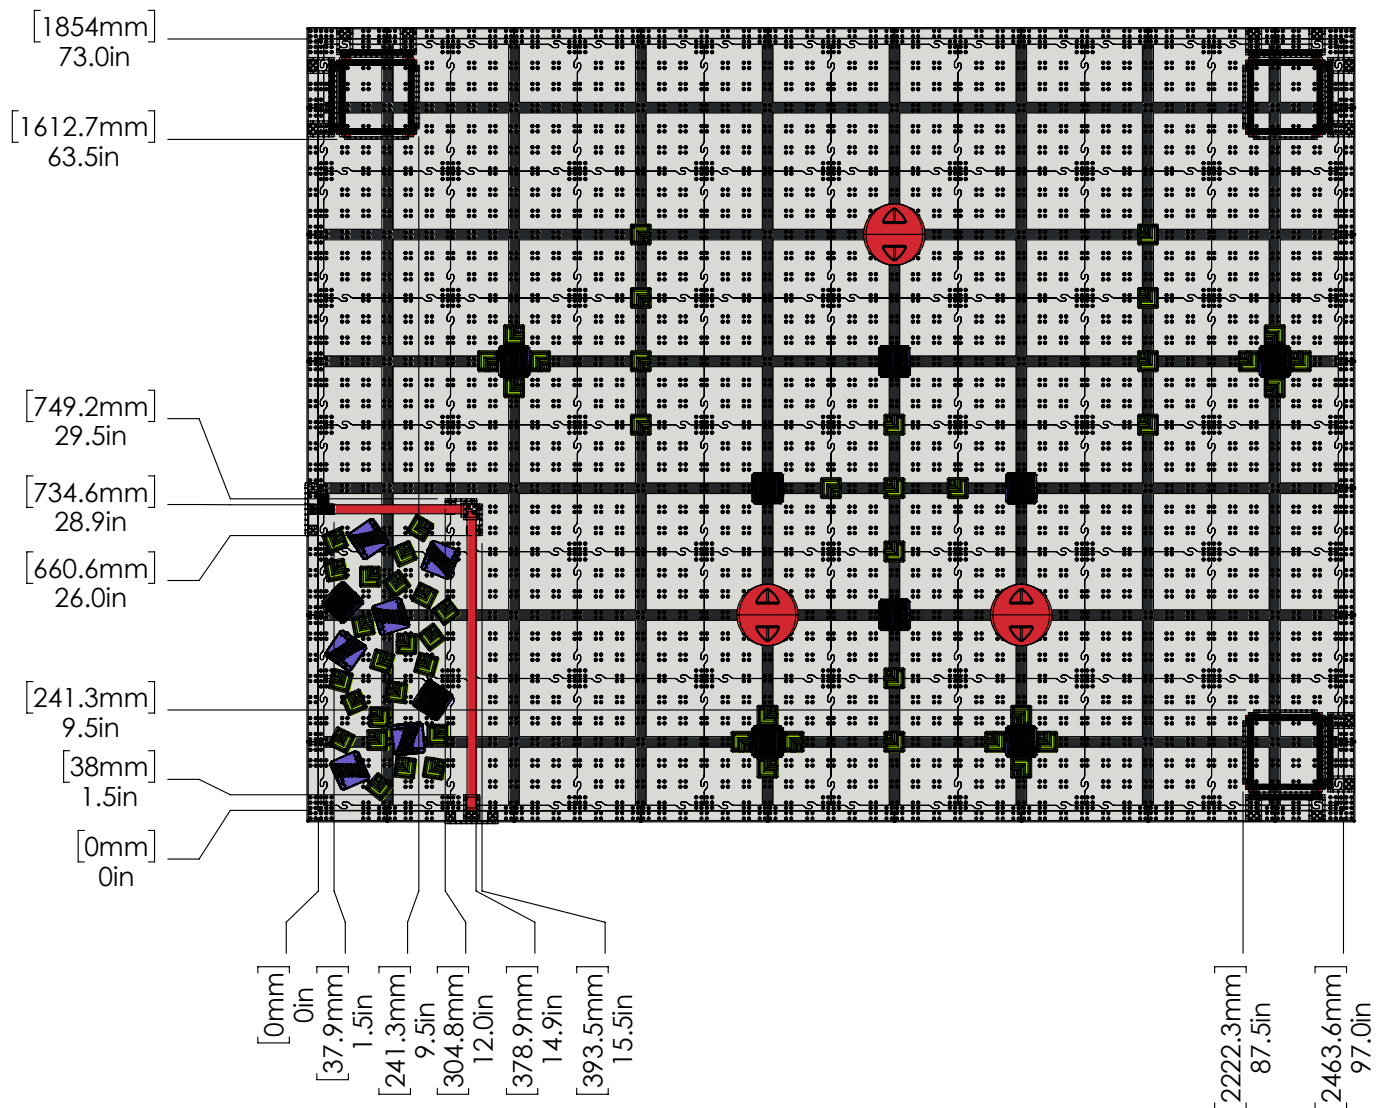 [1854mm]
73.0in
[1612.7mm]
63.5in
[749.2mm]
29.5in
[734.6mm]
28.9in
[660.6mm]
26.0in
[241.3mm]
9.5in
[38mm]
1.5in
[0mm]
0in
[0mm]
0in
[37.9mm]
1.5in
[241.3mm]
9.5in
[304.8mm]
12.0in
[378.9mm]
14.9in
[393.5mm]
15.5in
[2222.3mm]
87.5in
[2463.6mm]
97.0in